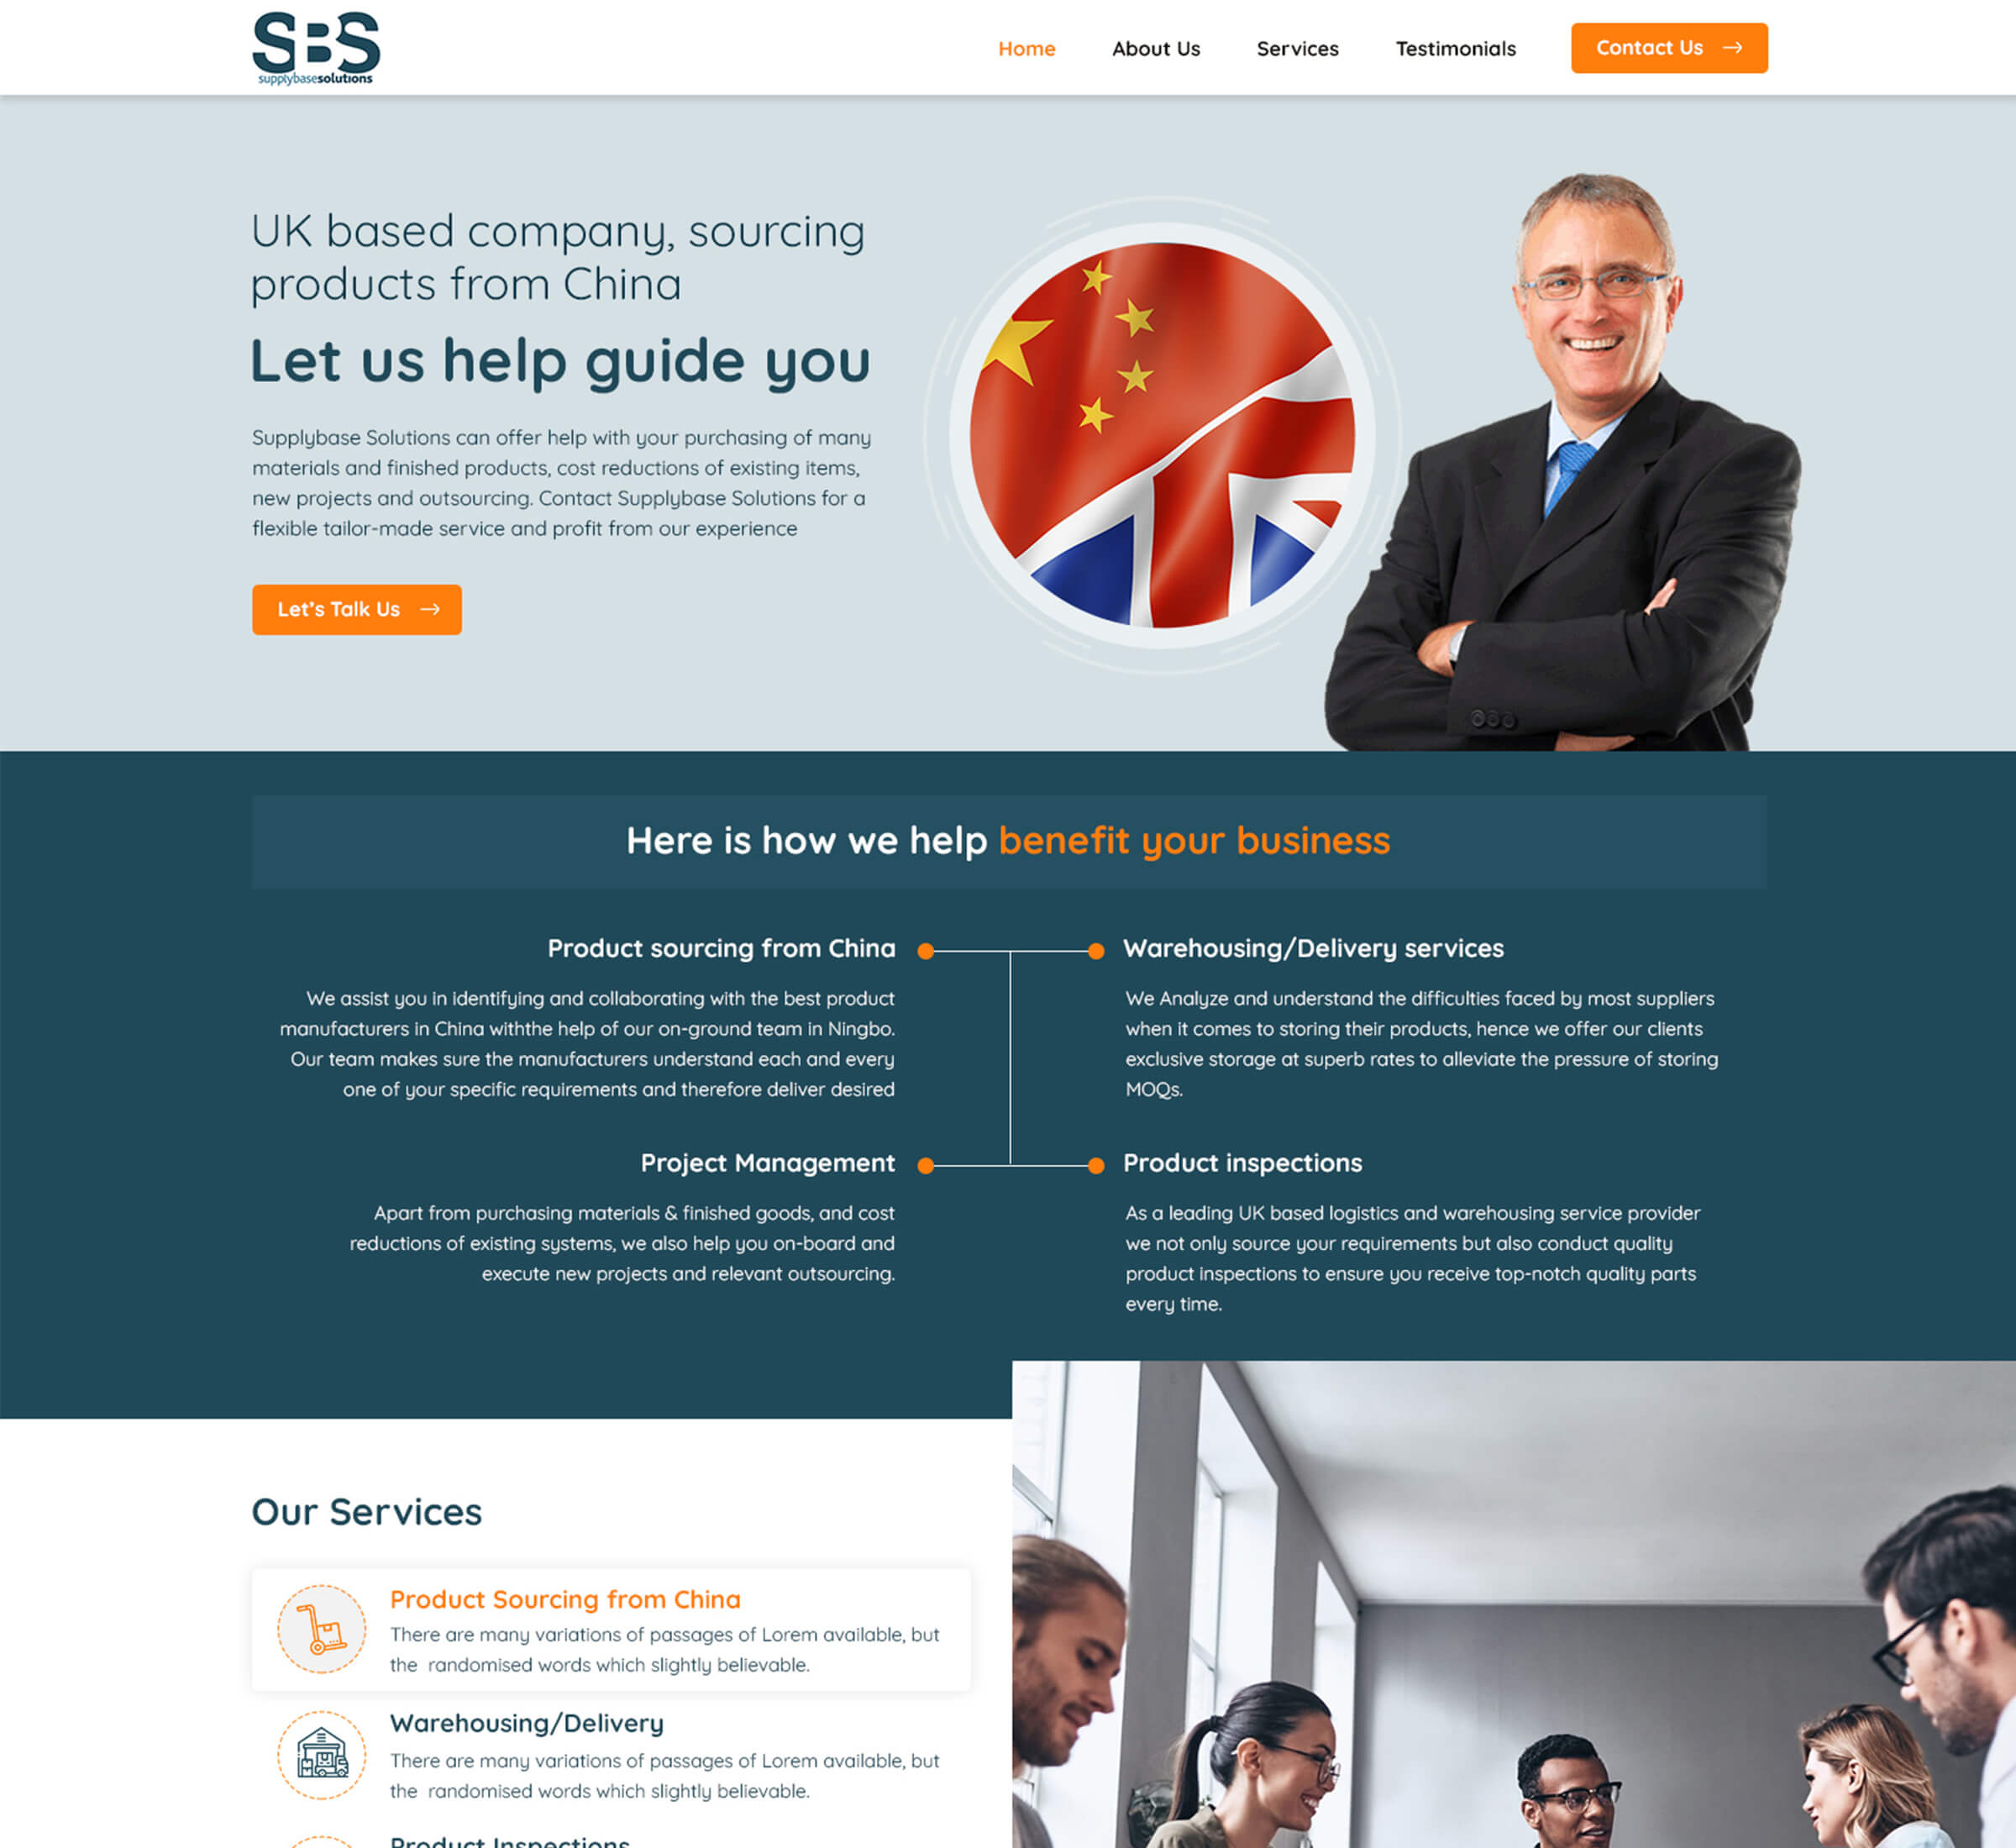 SBS
supplybasesolutions
Home
About Us
Services
Testimonials
Contact Us
UK based company, sourcing
products from China
Let us help guide you
Supplybase Solutions can offer help with your purchasing of many
materials and finished products, cost reductions of existing items,
new projects and outsourcing. Contact Supplybase Solutions for a
flexible tailor-made service and profit from our experience
Let’s Talk Us
Here is how we help benefit your business
Product sourcing from China
We assist you in identifying and collaborating with the best product
manufacturers in China withthe help of our on-ground team in Ningbo.
Our team makes sure the manufacturers understand each and every
one of your specific requirements and therefore deliver desired
Warehousing/Delivery services
We Analyze and understand the difficulties faced by most suppliers
when it comes to storing their products, hence we offer our clients
exclusive storage at superb rates to alleviate the pressure of storing
MOQs.
Project Management
Apart from purchasing materials & finished goods, and cost
reductions of existing systems, we also help you on-board and
execute new projects and relevant outsourcing.
Product inspections
As a leading UK based logistics and warehousing service provider
we not only source your requirements but also conduct quality
product inspections to ensure you receive top-notch quality parts
every time.
Our Services
Product Sourcing from China
There are many variations of passages of Lorem available, but
the  randomised words which slightly believable.
Warehousing/Delivery
There are many variations of passages of Lorem available, but
the  randomised words which slightly believable.
Product Inspections